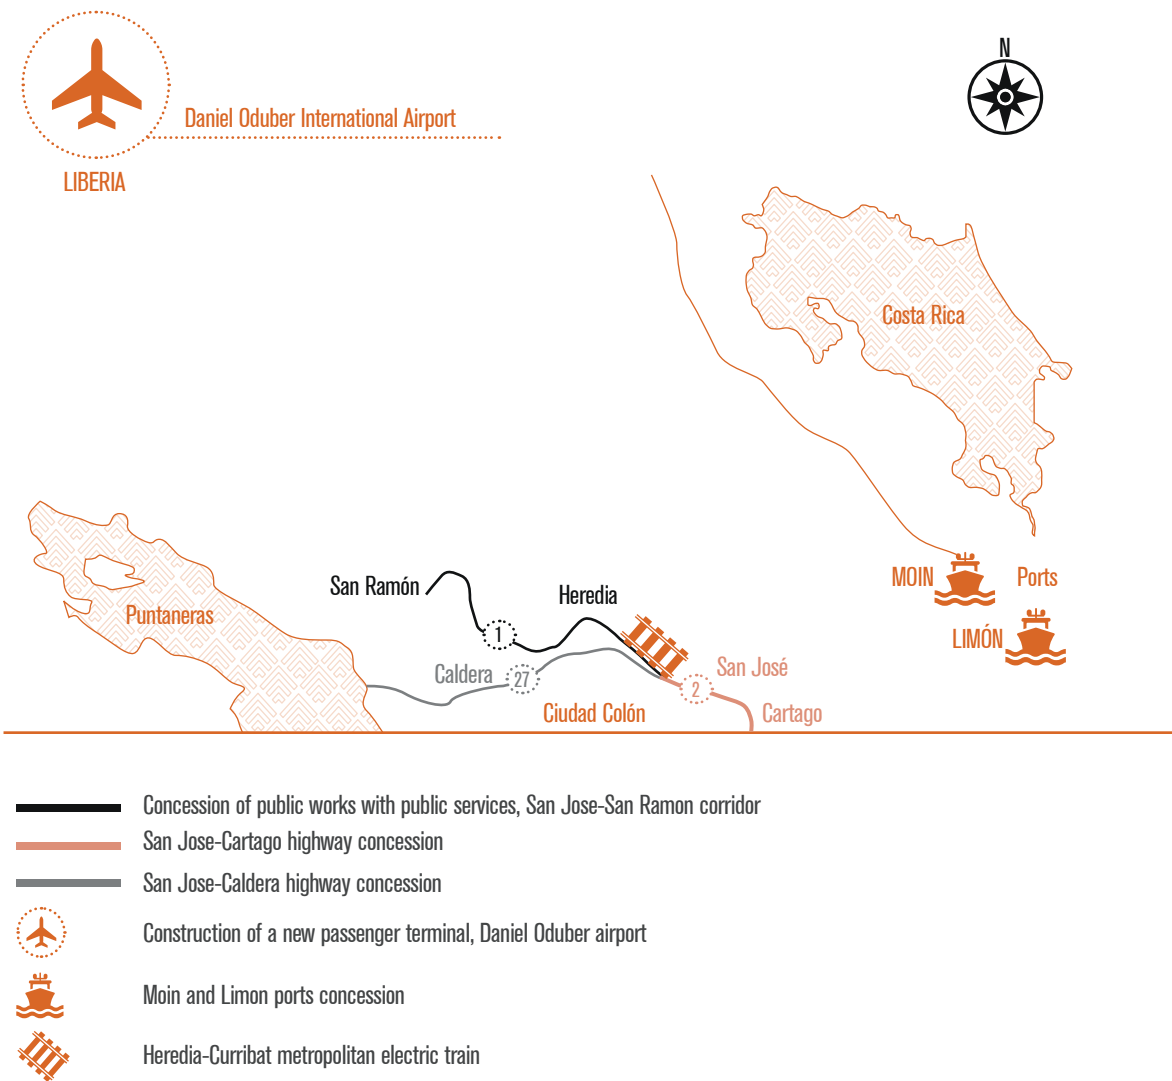 N
Daniel Oduber International Airport
LIBERIA
Costa Rica
MOIN
Ports
San Ramón
Heredia
Puntaneras
1
LIMÓN
Caldera
27
San José
2
Ciudad Colón
Cartago
Concession of public works with public services, San Jose-San Ramon corridor
San Jose-Cartago highway concession
San Jose-Caldera highway concession
Construction of a new passenger terminal, Daniel Oduber airport
Moin and Limon ports concession
Heredia-Curribat metropolitan electric train